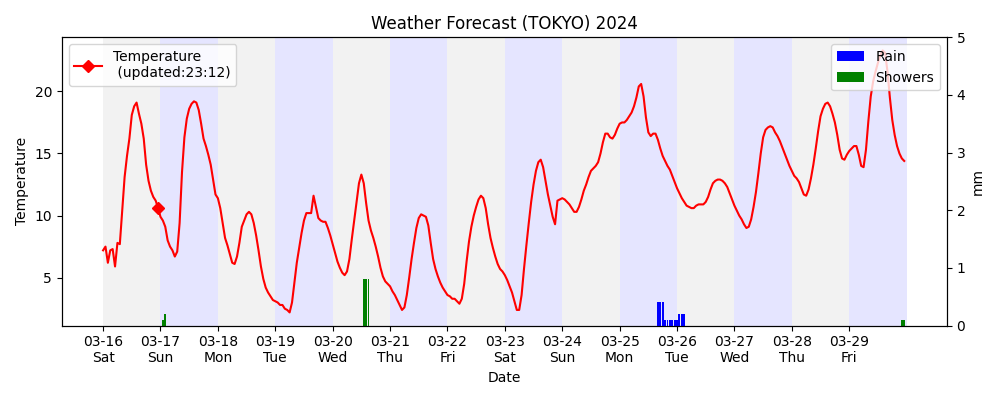 Weather Forecast (TOKYO) 2024
Temperature
(updated:23:12)
Rain
Showers
Temperature
20
15
10
5
5
4
3
2
1
0
mm
03-16 03-17 03-18 03-19 03-20 03-21 03-22 03-23 03-24 03-25 03-26 03-27 03-28 03-29
Sat Sun Mon Tue Wed Thu Fri Sat Sun Mon Tue Wed Thu Fri
Date